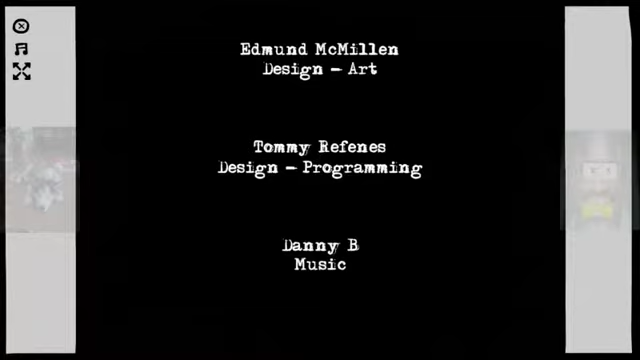 Edmund McMillen
Design - Art
Tommy Refenes
Design - Programming
Danny B
Music